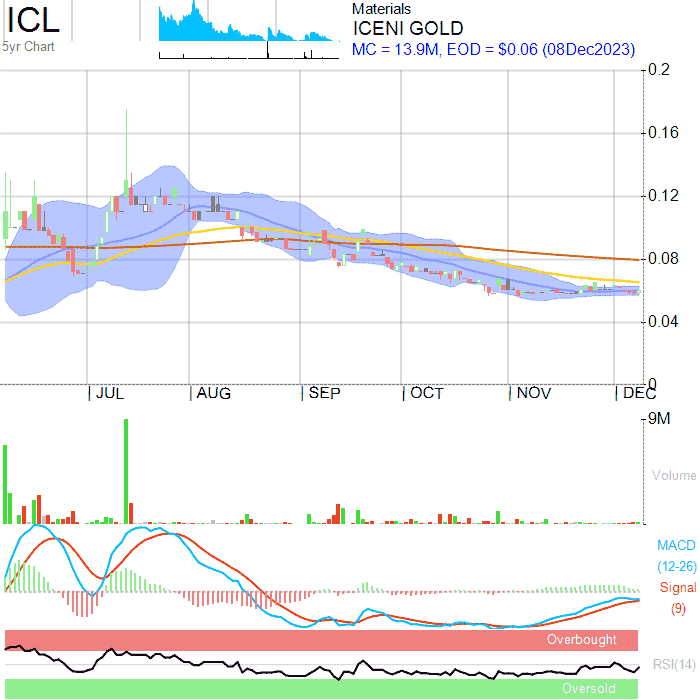 ICL
5yr Chart
Materials
ICENI GOLD
MC = 13.9M, EOD = $0.06 (08Dec2023)
0.2
0.16
0.12
0.08
0.04
0
JUL AUG SEP OCT NOV DEC
9M
Volume
MACD
(12-26)
Signal
(9)
Overbought
RSI(14)
Oversold